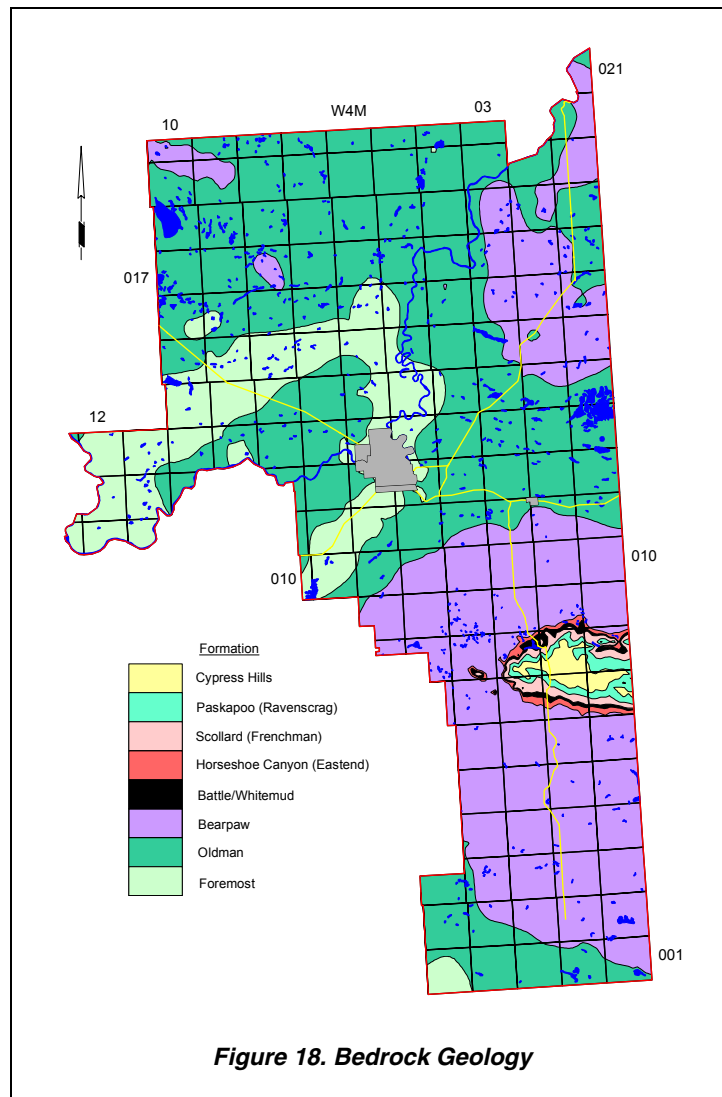 021
W4M
03
10
017
12
010
010
Formation
Cypress Hills
Paskapoo (Ravenscrag)
Scollard (Frenchman)
Horseshoe Canyon (Eastend)
Battle/Whitemud
Bearpaw
Oldman
Foremost
001
Figure 18. Bedrock Geology